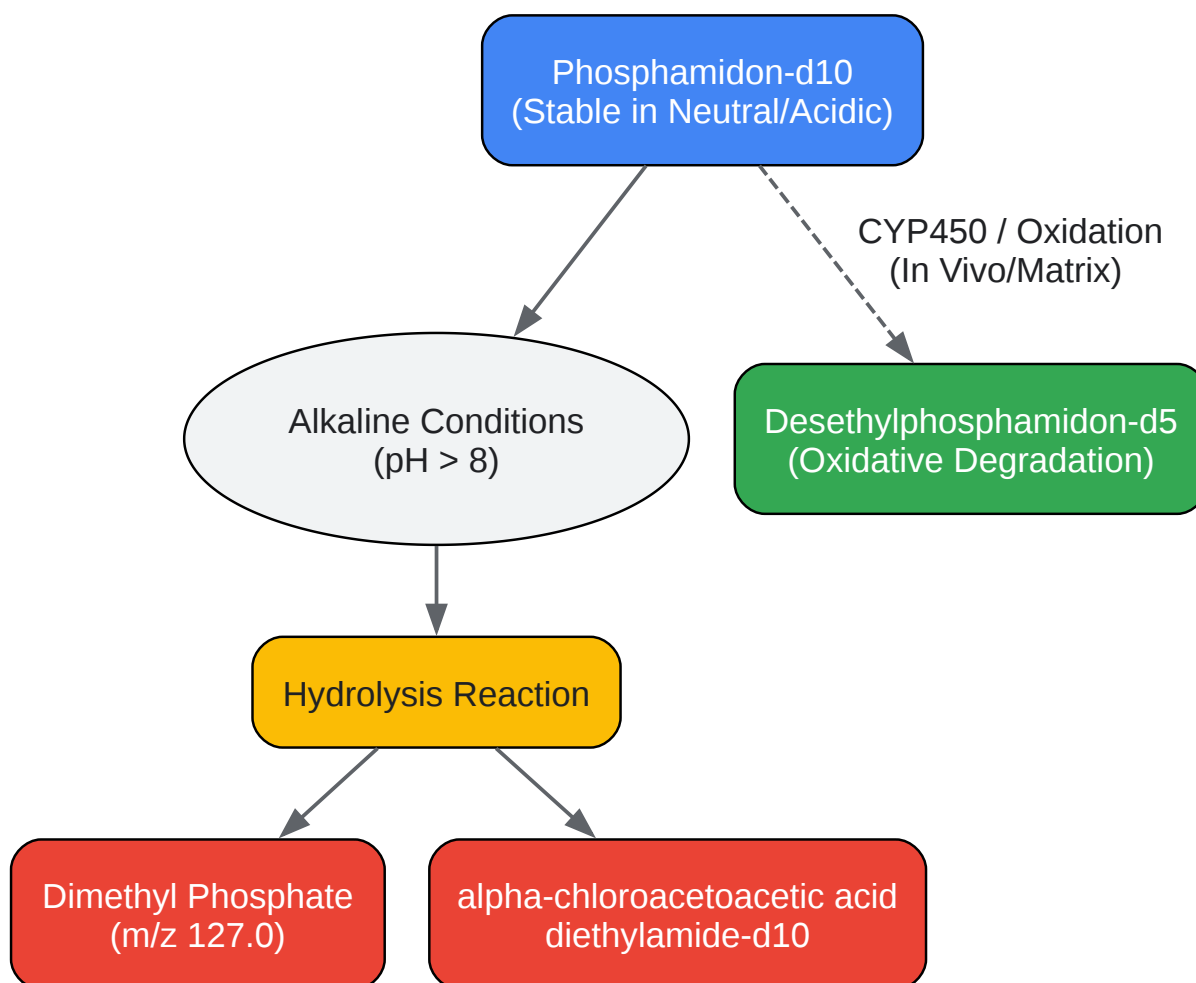 Phosphamidon-d10
(Stable in Neutral/Acidic)
CYP450 / Oxidation
(In Vivo/Matrix)
Alkaline Conditions
(pH > 8)
Desethylphosphamidon-d5
(Oxidative Degradation)
Hydrolysis Reaction
Dimethyl Phosphate
(m/z 127.0)
alpha-chloroacetoacetic acid
diethylamide-d10